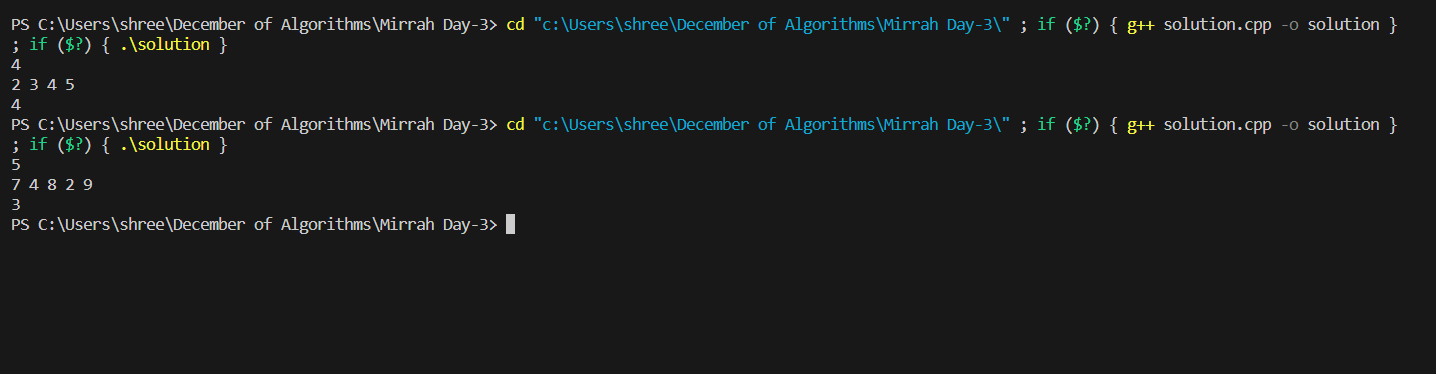 PS C:\Users\shree\December of Algorithms\Mirrah Day-3> cd "c:\Users\shree\December of Algorithms\Mirrah Day-3\" ; if ($?) { g++ solution.cpp -o solution }
; if ($?) { .\solution }
4
2 3 4 5
4
PS C:\Users\shree\December of Algorithms\Mirrah Day-3> cd "c:\Users\shree\December of Algorithms\Mirrah Day-3\" ; if ($?) { g++ solution.cpp -o solution }
; if ($?) { .\solution }
5
7 4 8 2 9
3
PS C:\Users\shree\December of Algorithms\Mirrah Day-3>